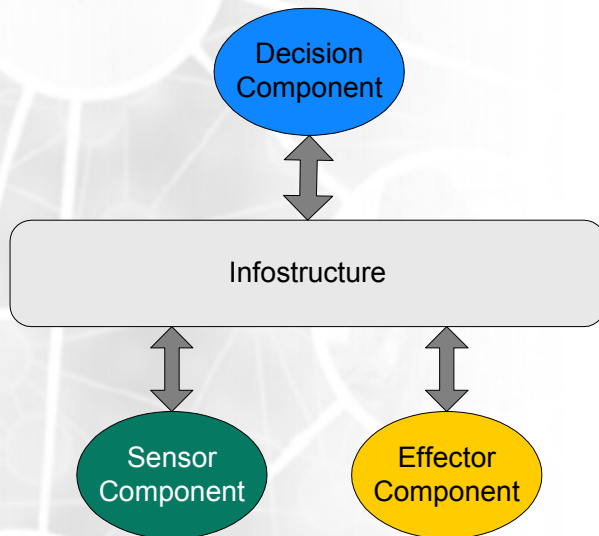 Decision
Component
Infostructure
Sensor
Component
Effector
Component